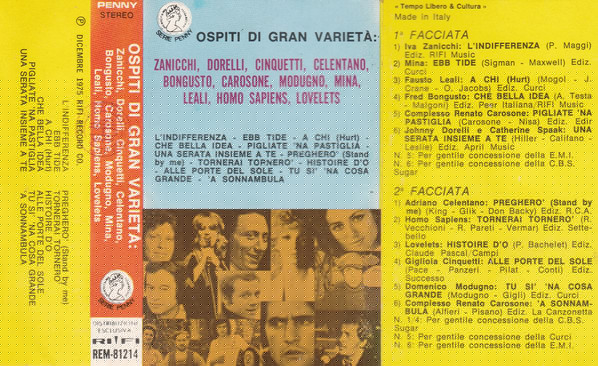 ℗ DICEMBRE 1975 RIFI-RECORD CO.
L'INDIFFERENZA
EBB TIDE
A CHI (Hurt)
CHE BELLA IDEA
PIGLIATE 'NA PASTIGLIA
UNA SERATA INSIEME A TE
PREGHERO' (Stand by me)
TORNERAI TORNERO'
HISTOIRE D'O
ALLE PORTE DEL SOLE
TU SI' 'NA COSA GRANDE
'A SONNAMBULA
PENNY
STEREO
SERIE PENNY
OSPITI DI GRAN VARIETÀ:
Zanicchi, Dorelli, Cinquetti, Celentano,
Bongusto, Carosone, Modugno, Mina,
Leali, Homo Sapiens, Lovelets
SERIE PENNY
DISTRIBUZIONE
ESCLUSIVA
RIFI
REM-81214
SERIE PENNY
OSPITI DI GRAN VARIETÀ:
ZANICCHI, DORELLI, CINQUETTI, CELENTANO,
BONGUSTO, CAROSONE, MODUGNO, MINA,
LEALI, HOMO SAPIENS, LOVELETS
L'INDIFFERENZA - EBB TIDE - A CHI (Hurt) -
CHE BELLA IDEA - PIGLIATE 'NA PASTIGLIA -
UNA SERATA INSIEME A TE - PREGHERO' (Stand
by me) - TORNERAI TORNERO' - HISTOIRE D'O
- ALLE PORTE DEL SOLE - TU SI' 'NA COSA
GRANDE - 'A SONNAMBULA
« Tempo Libero & Cultura »
Made in Italy
1ª FACCIATA
1) Iva Zanicchi: L'INDIFFERENZA (P. Maggi)
Ediz. RIFI Music
2) Mina: EBB TIDE (Sigman - Maxwell) Ediz.
Curci
3) Fausto Leali: A CHI (Hurt) (Mogol - J.
Crane - O. Jacobs) Ediz. Curci
4) Fred Bongusto: CHE BELLA IDEA (A. Testa
- Malgoni) Ediz. Peer Italiana/RIFI Music
5) Complesso Renato Carosone: PIGLIATE 'NA
PASTIGLIA (Carosone - Nisa) Ediz. Edir
6) Johnny Dorelli e Catherine Spaak: UNA
SERATA INSIEME A TE (Hiller - Califano -
Leslie) Ediz. April Music
N. 5: Per gentile concessione della E.M.I.
N. 6: Per gentile concessione della C.B.S.
Sugar
2ª FACCIATA
1) Adriano Celentano: PREGHERO' (Stand by
me) (King - Glik - Don Backy) Ediz. R.C.A.
2) Homo Sapiens: TORNERAI TORNERO' (R.
Vecchioni - R. Pareti - Vermar) Ediz. Sette-
bello
3) Lovelets: HISTOIRE D'O (P. Bachelet) Ediz.
Claude Pascal/Campi
4) Gigliola Cinquetti: ALLE PORTE DEL SOLE
(Pace - Panzeri - Pilat - Conti) Ediz.
Successo
5) Domenico Modugno: TU SI' 'NA COSA
GRANDE (Modugno - Gigli) Ediz. Curci
6) Complesso Renato Carosone: 'A SONNAM-
BULA (Alfieri - Pisano) Ed. La Canzonetta
N. 1/4: Per gentile concessione della C.B.S.
Sugar
N. 5: Per gentile concessione della Curci
N. 6: Per gentile concessione della E.M.I.